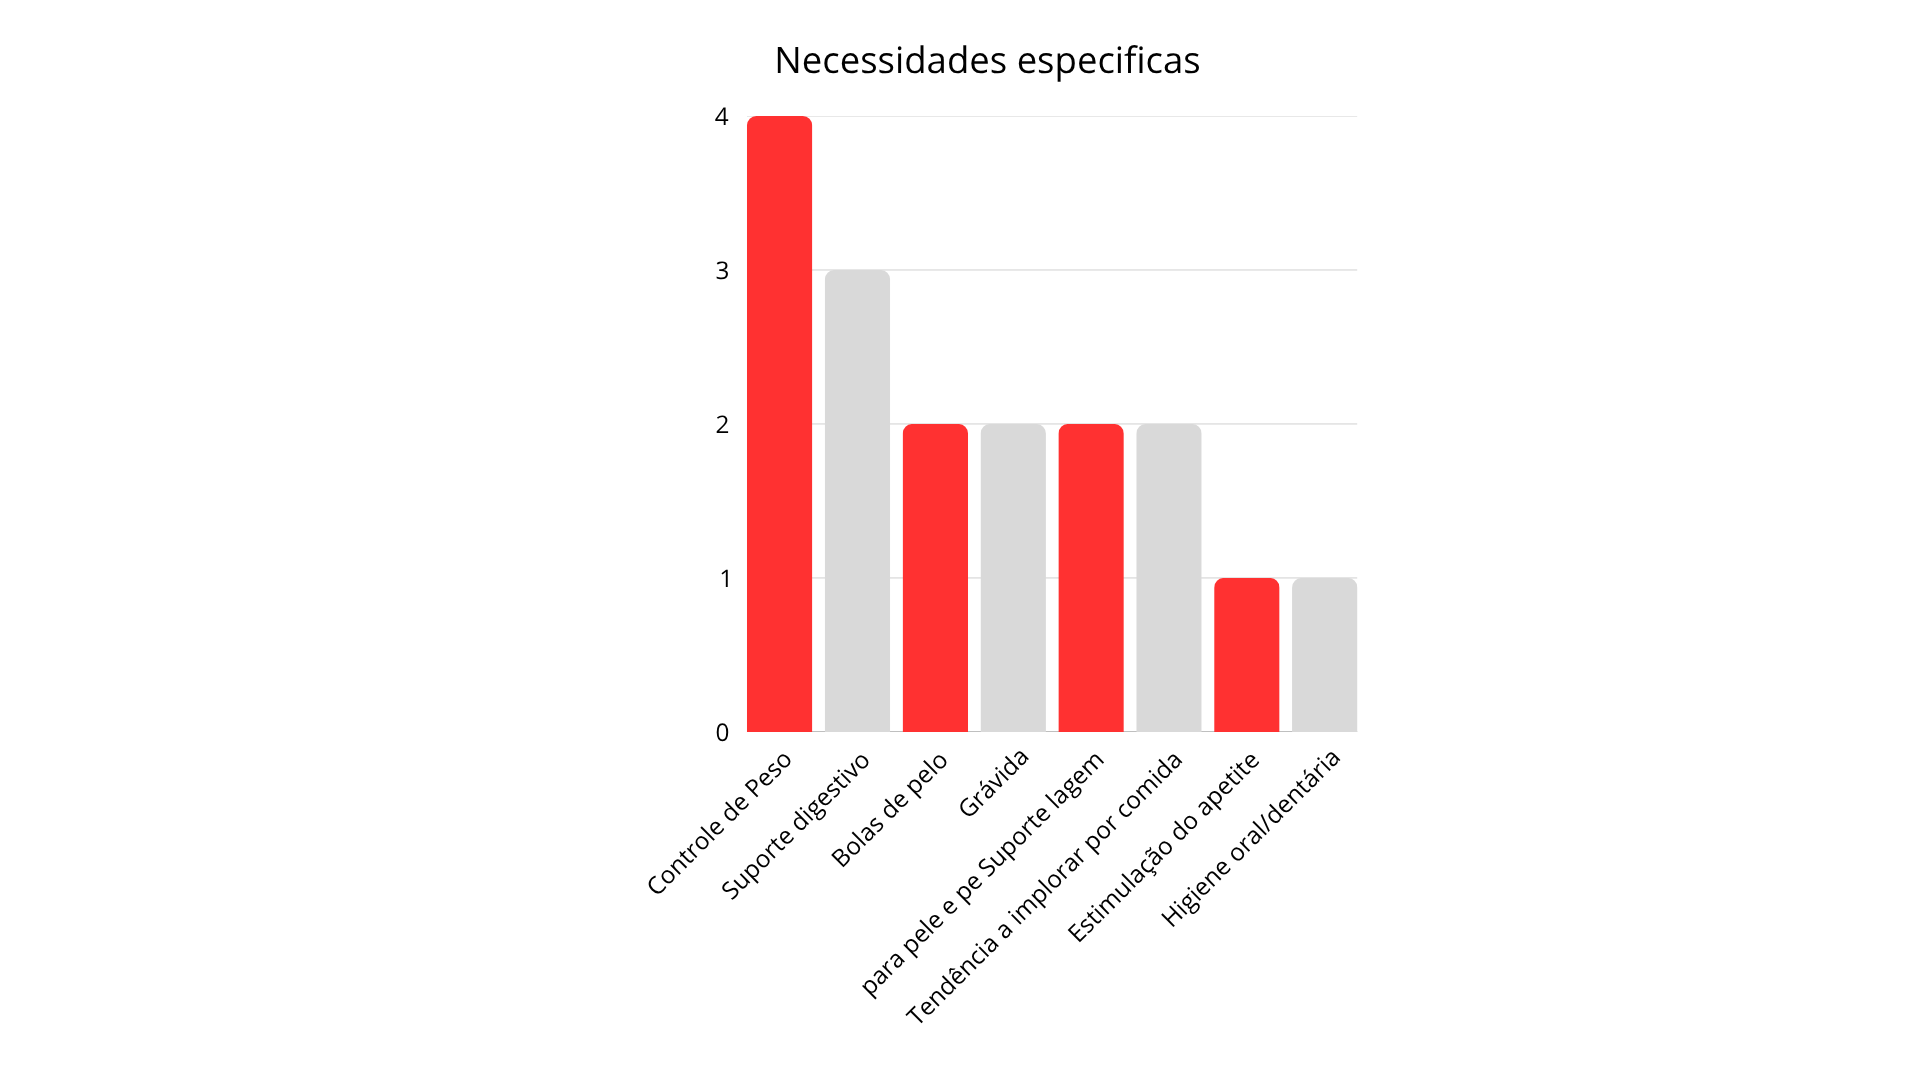 Necessidades especificas
4
3
2
1
0
Controle de Peso
Suporte digestivo
Bolas de pelo
Grávida
para pele e pe Suporte lagem
Tendência a implorar por comida
Estimulação do apetite
Higiene oral/dentária